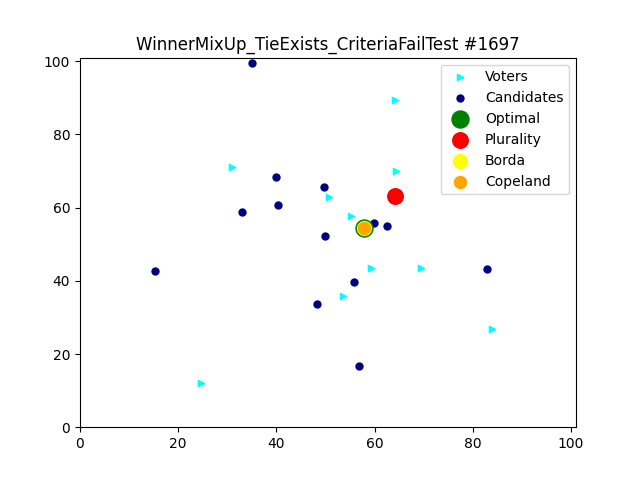 WinnerMixUp_TieExists_CriteriaFailTest #1697
Voters
Candidates
Optimal
Plurality
Borda
Copeland
100
80
60
40
20
0
0 20 40 60 80 100